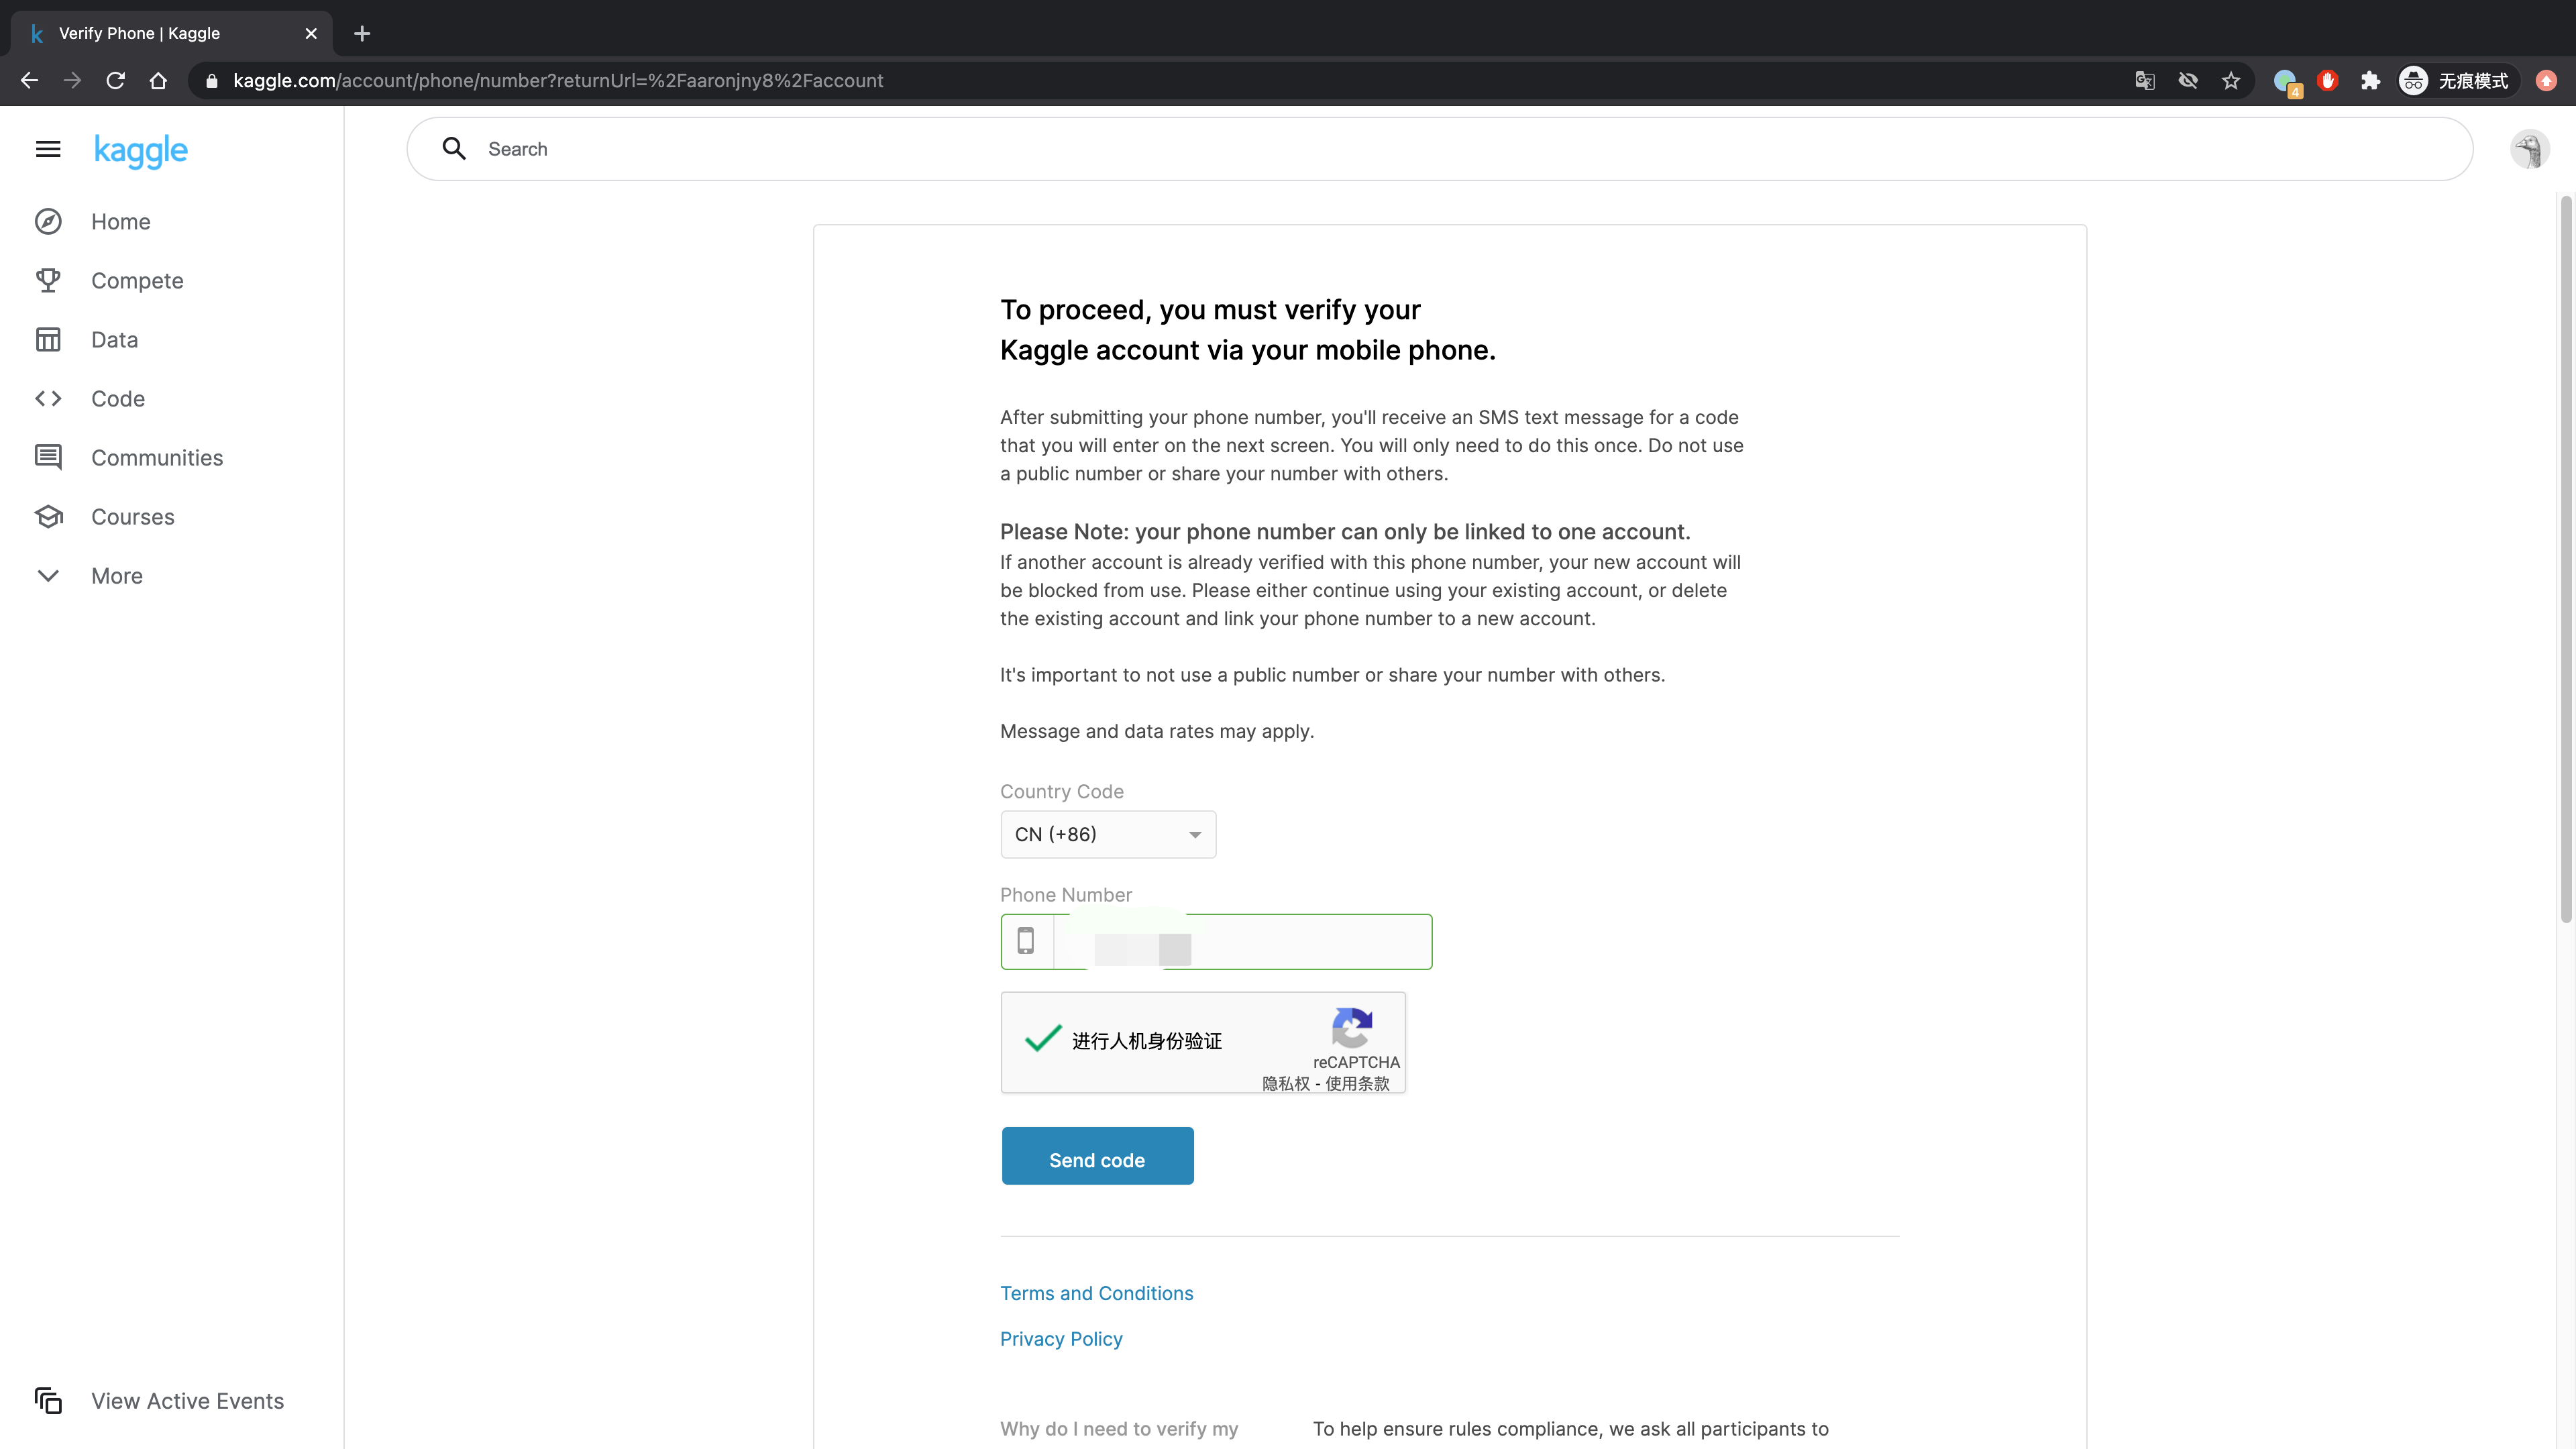 Verify Phone | Kaggle
kaggle.com/account/phone/number?returnUrl=%2Faaronjny8%2Faccount
4
无痕模式
kaggle
Search
Home
Compete
Data
Code
Communities
Courses
More
View Active Events
To proceed, you must verify your
Kaggle account via your mobile phone.
After submitting your phone number, you'll receive an SMS text message for a code
that you will enter on the next screen. You will only need to do this once. Do not use
a public number or share your number with others.
Please Note: your phone number can only be linked to one account.
If another account is already verified with this phone number, your new account will
be blocked from use. Please either continue using your existing account, or delete
the existing account and link your phone number to a new account.
It's important to not use a public number or share your number with others.
Message and data rates may apply.
Country Code
CN (+86)
Phone Number
进行人机身份验证
reCAPTCHA
隐私权 - 使用条款
Send code
Terms and Conditions
Privacy Policy
Why do I need to verify my
To help ensure rules compliance, we ask all participants to